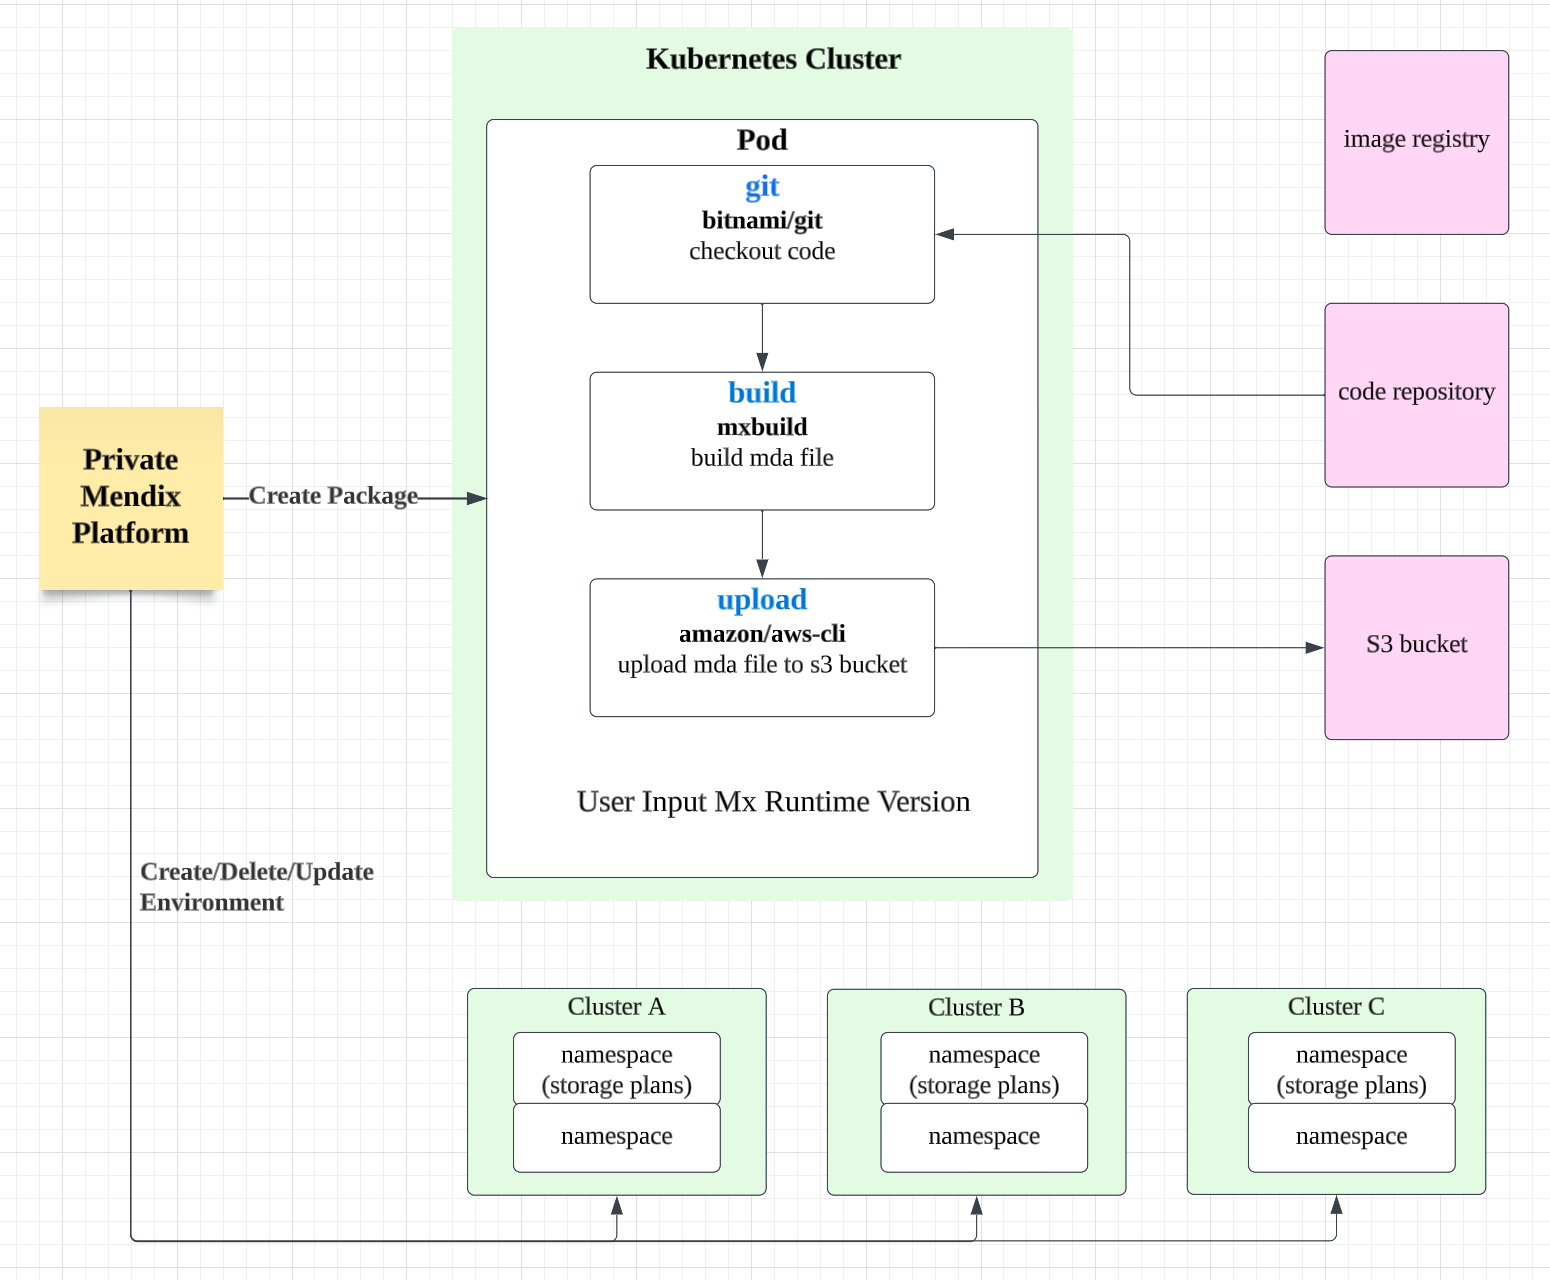 Kubernetes Cluster
Pod
git
bitnami/git
checkout code
build
mxbuild
build mda file
upload
amazon/aws-cli
upload mda file to s3 bucket
User Input Mx Runtime Version
image registry
code repository
S3 bucket
Private
Mendix
Platform
Create Package
Create/Delete/Update
Environment
Cluster A
namespace
(storage plans)
namespace
Cluster B
namespace
(storage plans)
namespace
Cluster C
namespace
(storage plans)
namespace